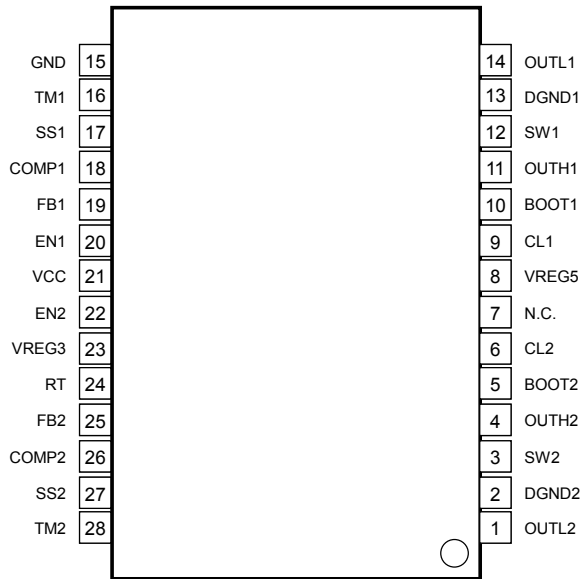 GND 15 14 OUTL1
TM1 16 13 DGND1
SS1 17 12 SW1
COMP1 18 11 OUTH1
FB1 19 10 BOOT1
EN1 20 9 CL1
VCC 21 8 VREG5
EN2 22 7 N.C.
VREG3 23 6 CL2
RT 24 5 BOOT2
FB2 25 4 OUTH2
COMP2 26 3 SW2
SS2 27 2 DGND2
TM2 28 1 OUTL2